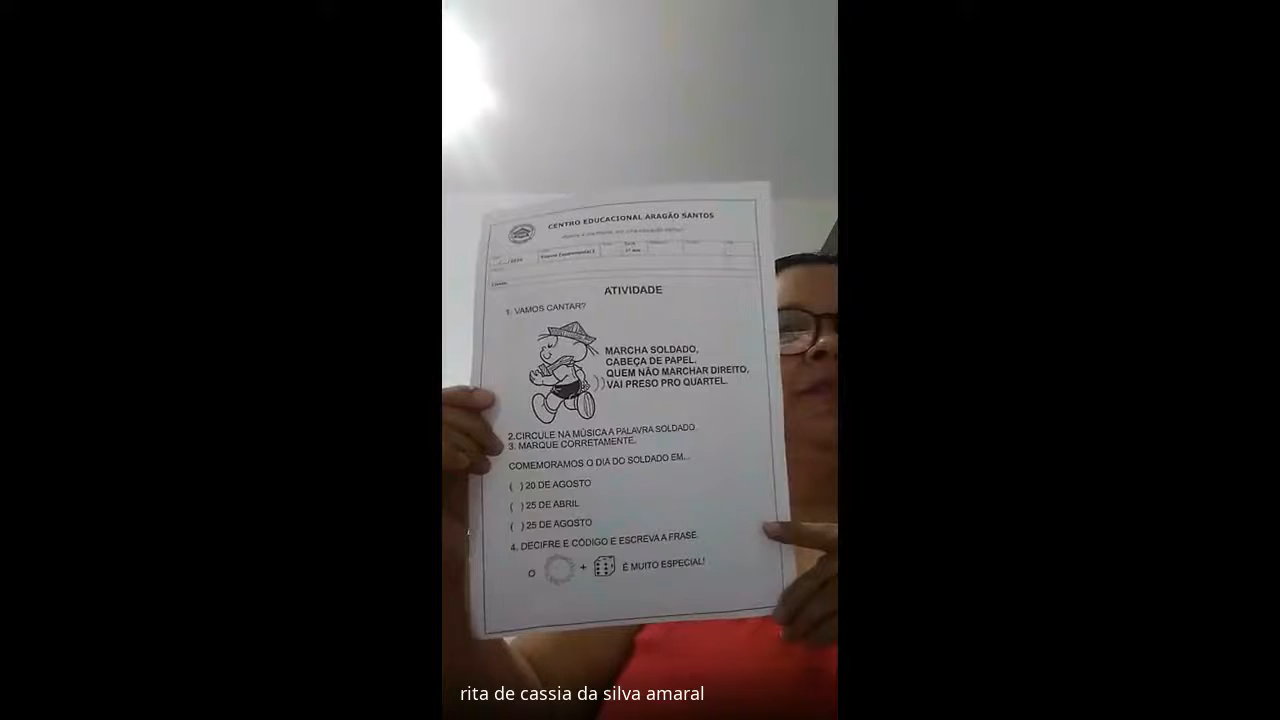 CENTRO EDUCACIONAL ARAGÃO SANTOS
ATIVIDADE
1. VAMOS CANTAR?
MARCHA SOLDADO,
CABEÇA DE PAPEL.
QUEM NÃO MARCHAR DIREITO,
VAI PRESO PRO QUARTEL.
2.CIRCULE NA MÚSICA A PALAVRA SOLDADO.
3. MARQUE CORRETAMENTE.
COMEMORAMOS O DIA DO SOLDADO EM...
( ) 20 DE AGOSTO
( ) 25 DE ABRIL
( ) 25 DE AGOSTO
4. DECIFRE E CÓDIGO E ESCREVA A FRASE.
O + É MUITO ESPECIAL!
rita de cassia da silva amaral